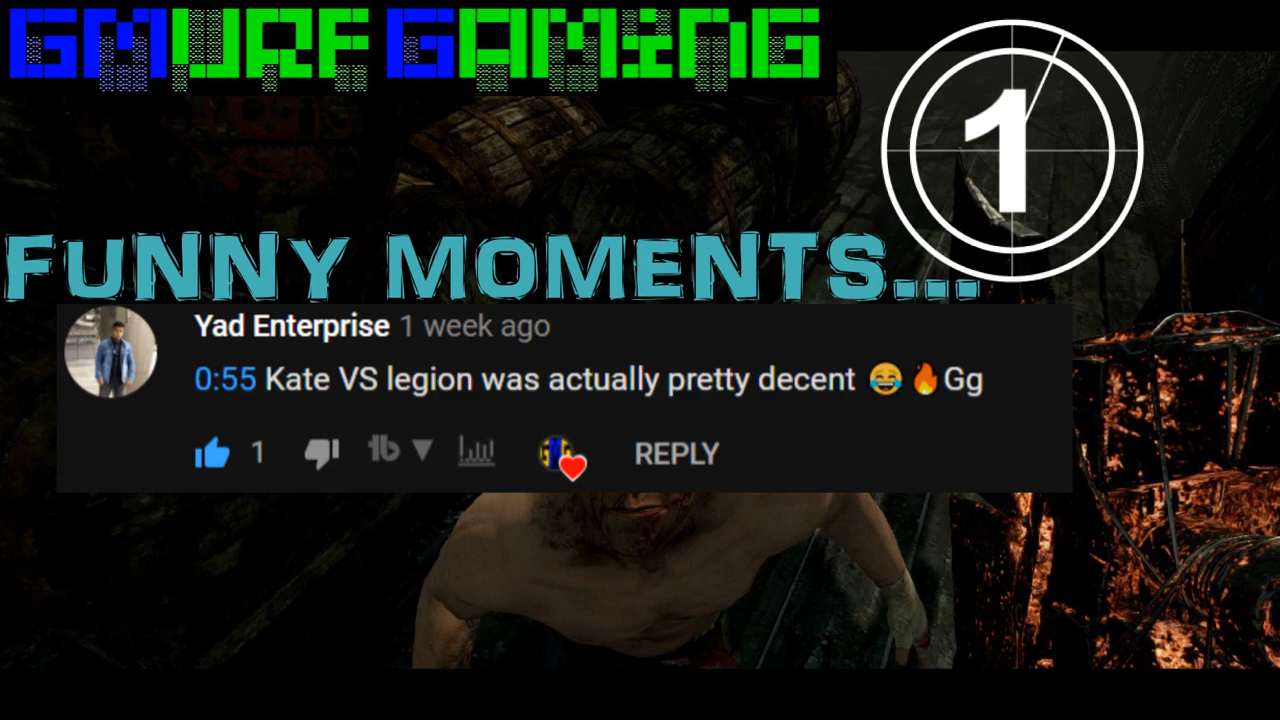 GMURF GAMING
1
FUNNY MOMENTS...
Yad Enterprise 1 week ago
0:55 Kate VS legion was actually pretty decent 😂🔥Gg
1 REPLY